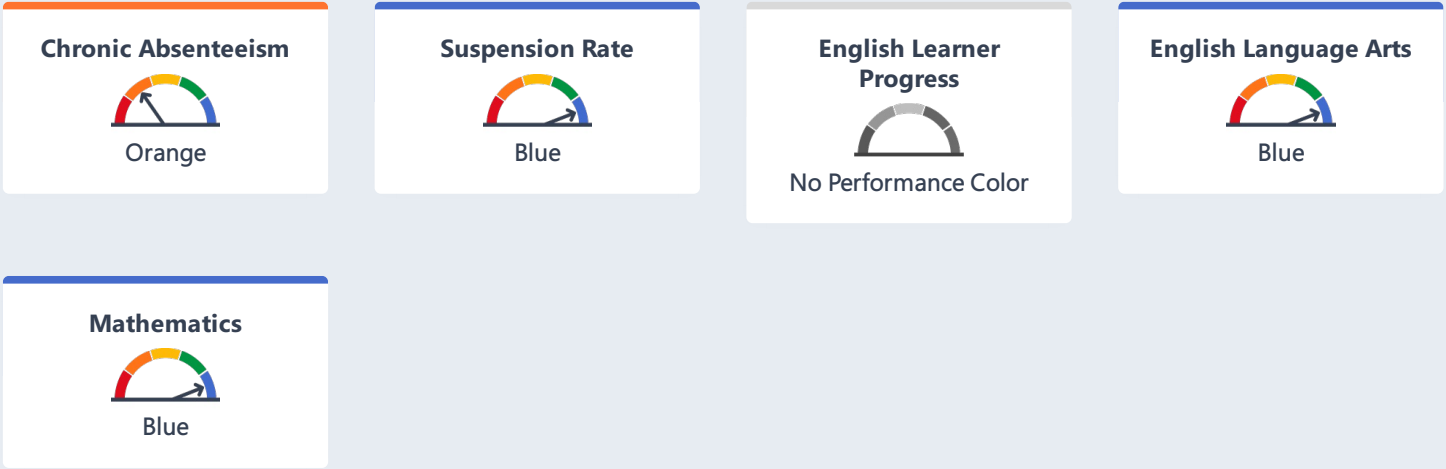 Chronic Absenteeism
Orange
Suspension Rate
Blue
English Learner
Progress
No Performance Color
English Language Arts
Blue
Mathematics
Blue